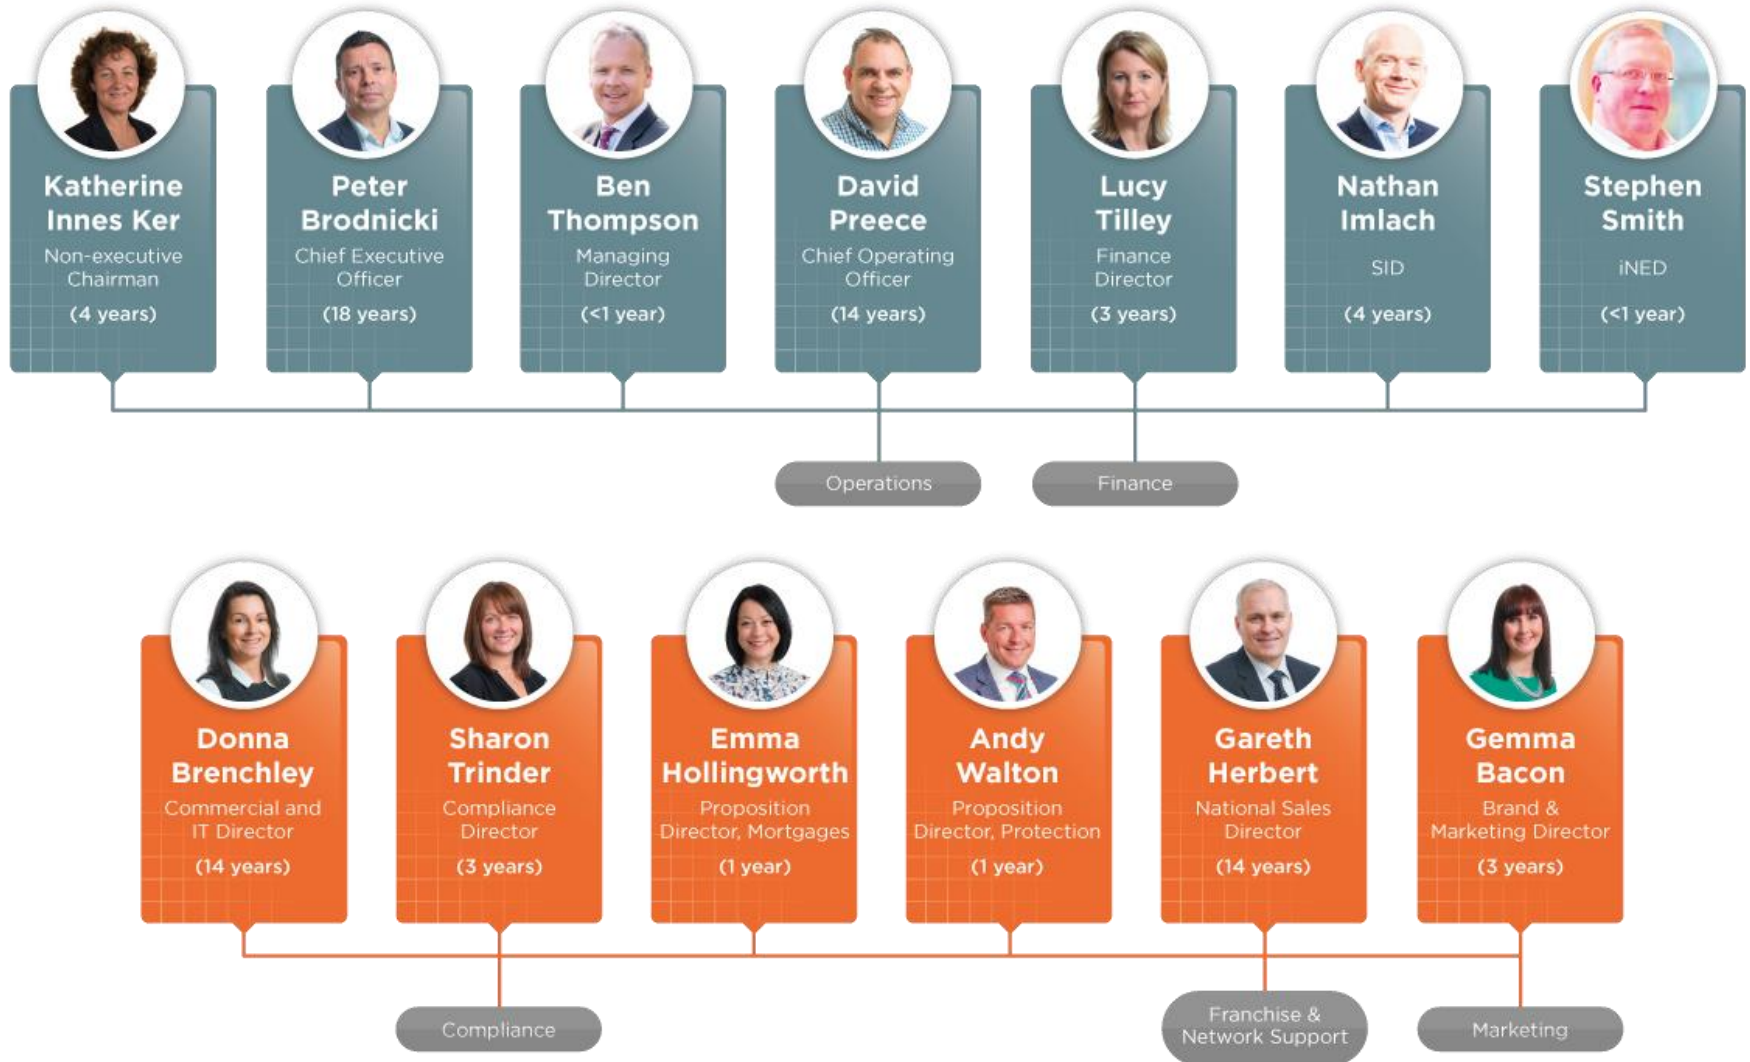 Katherine
Innes Ker
Non-executive
Chairman
(4 years)
Peter
Brodnicki
Chief Executive
Officer
(18 years)
Ben
Thompson
Managing
Director
(<1 year)
David
Preece
Chief Operating
Officer
(14 years)
Lucy
Tilley
Finance
Director
(3 years)
Nathan
Imlach
SID
(4 years)
Stephen
Smith
iNED
(<1 year)
Operations
Finance
Donna
Brenchley
Commercial and
IT Director
(14 years)
Sharon
Trinder
Compliance
Director
(3 years)
Emma
Hollingworth
Proposition
Director, Mortgages
(1 year)
Andy
Walton
Proposition
Director, Protection
(1 year)
Gareth
Herbert
National Sales
Director
(14 years)
Gemma
Bacon
Brand &
Marketing Director
(3 years)
Compliance
Franchise &
Network Support
Marketing